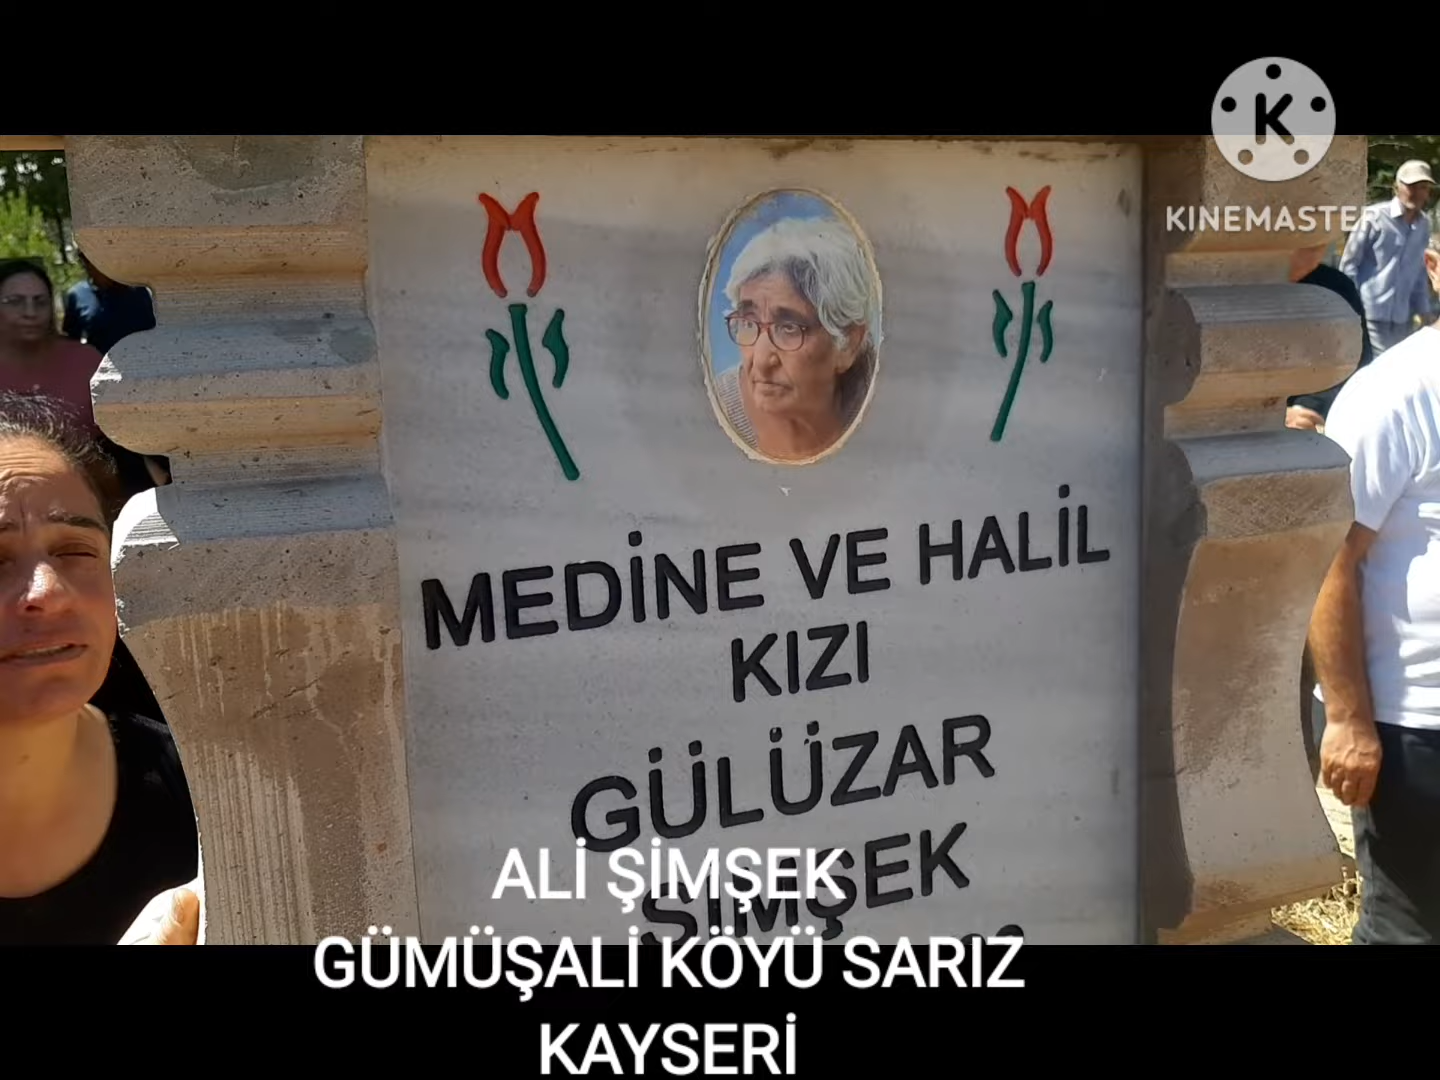 KINEMASTER
MEDİNE VE HALİL
KIZI
GÜLÜZAR
ŞİMŞEK
ALİ ŞİMŞEK
GÜMÜŞALİ KÖYÜ SARIZ
KAYSERİ